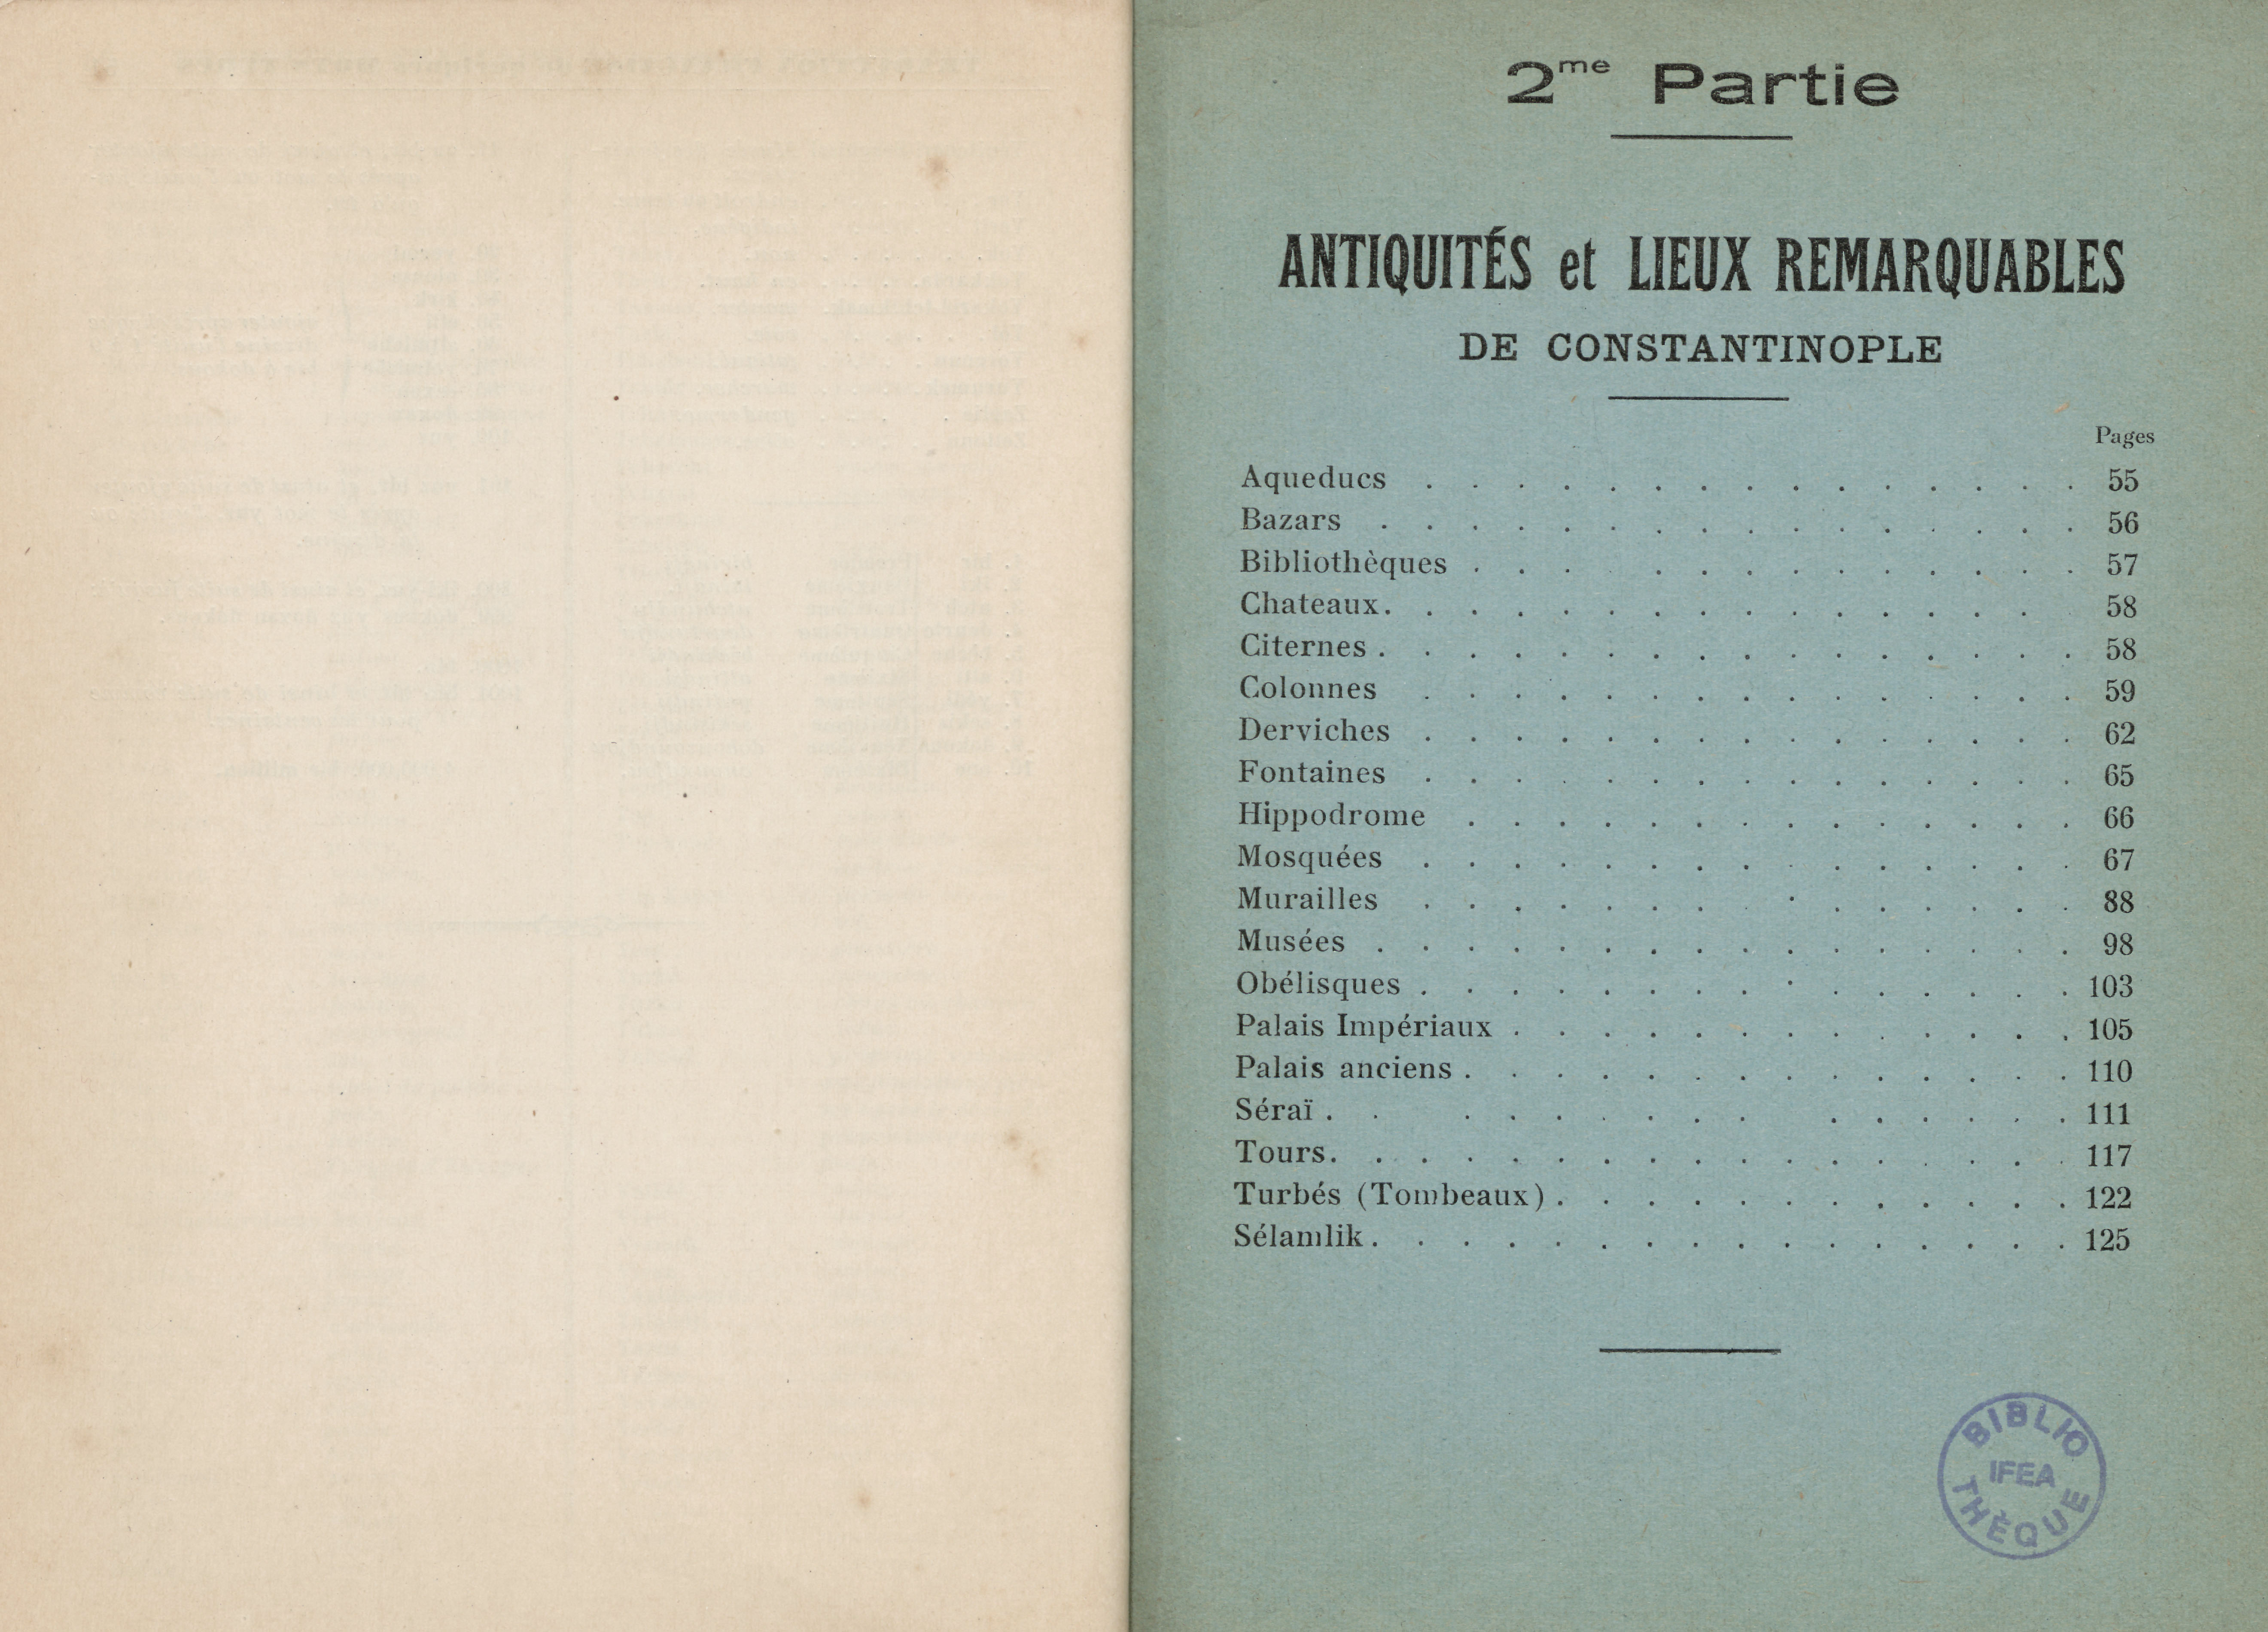 2me Partie
ANTIQUITÉS et LIEUX REMARQUABLES
DE CONSTANTINOPLE
Pages
Aqueducs . . . . . . . . . . . . . . . 55
Bazars . . . . . . . . . . . . . . . . 56
Bibliothèques . . . . . . . . . . . . . 57
Chateaux. . . . . . . . . . . . . . . 58
Citernes . . . . . . . . . . . . . . . . 58
Colonnes . . . . . . . . . . . . . . . 59
Derviches . . . . . . . . . . . . . . . 62
Fontaines . . . . . . . . . . . . . . . 65
Hippodrome . . . . . . . . . . . . . . 66
Mosquées . . . . . . . . . . . . . . . 67
Murailles . . . . . . . . . . . . . . . 88
Musées . . . . . . . . . . . . . . . . 98
Obélisques . . . . . . . . . . . . . . . 103
Palais Impériaux . . . . . . . . . . . . . 105
Palais anciens . . . . . . . . . . . . . . 110
Séraï . . . . . . . . . . . . . . . . 111
Tours. . . . . . . . . . . . . . . . . 117
Turbés (Tombeaux) . . . . . . . . . . . . 122
Sélamlik . . . . . . . . . . . . . . . . 125
BIBLIO
IFEA
THÈQUE